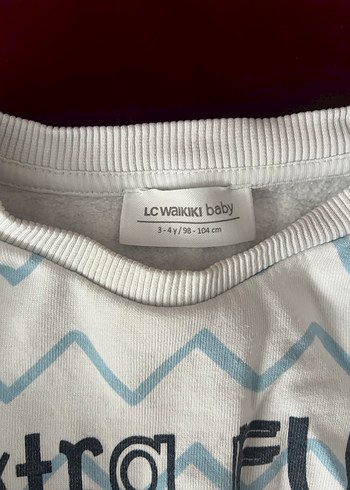 LC WAIKIKI baby
3 - 4 y / 98 - 104 cm